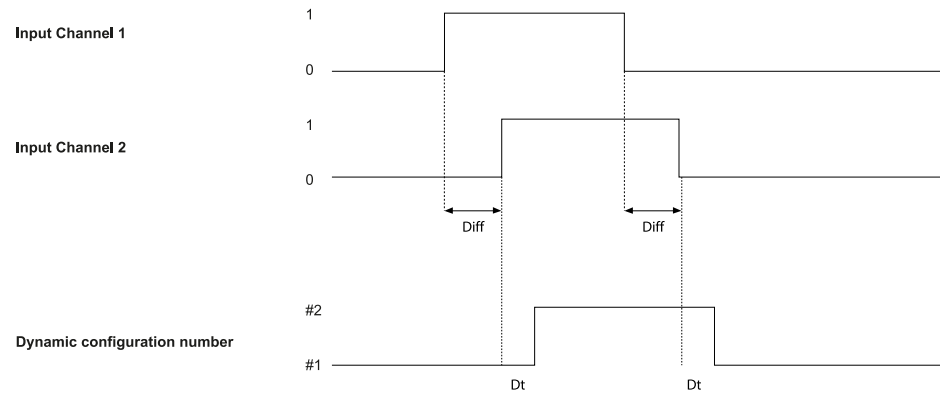 1
Input Channel 1
0
1
Input Channel 2
0
Diff Diff
#2
Dynamic configuration number
#1
Dt Dt